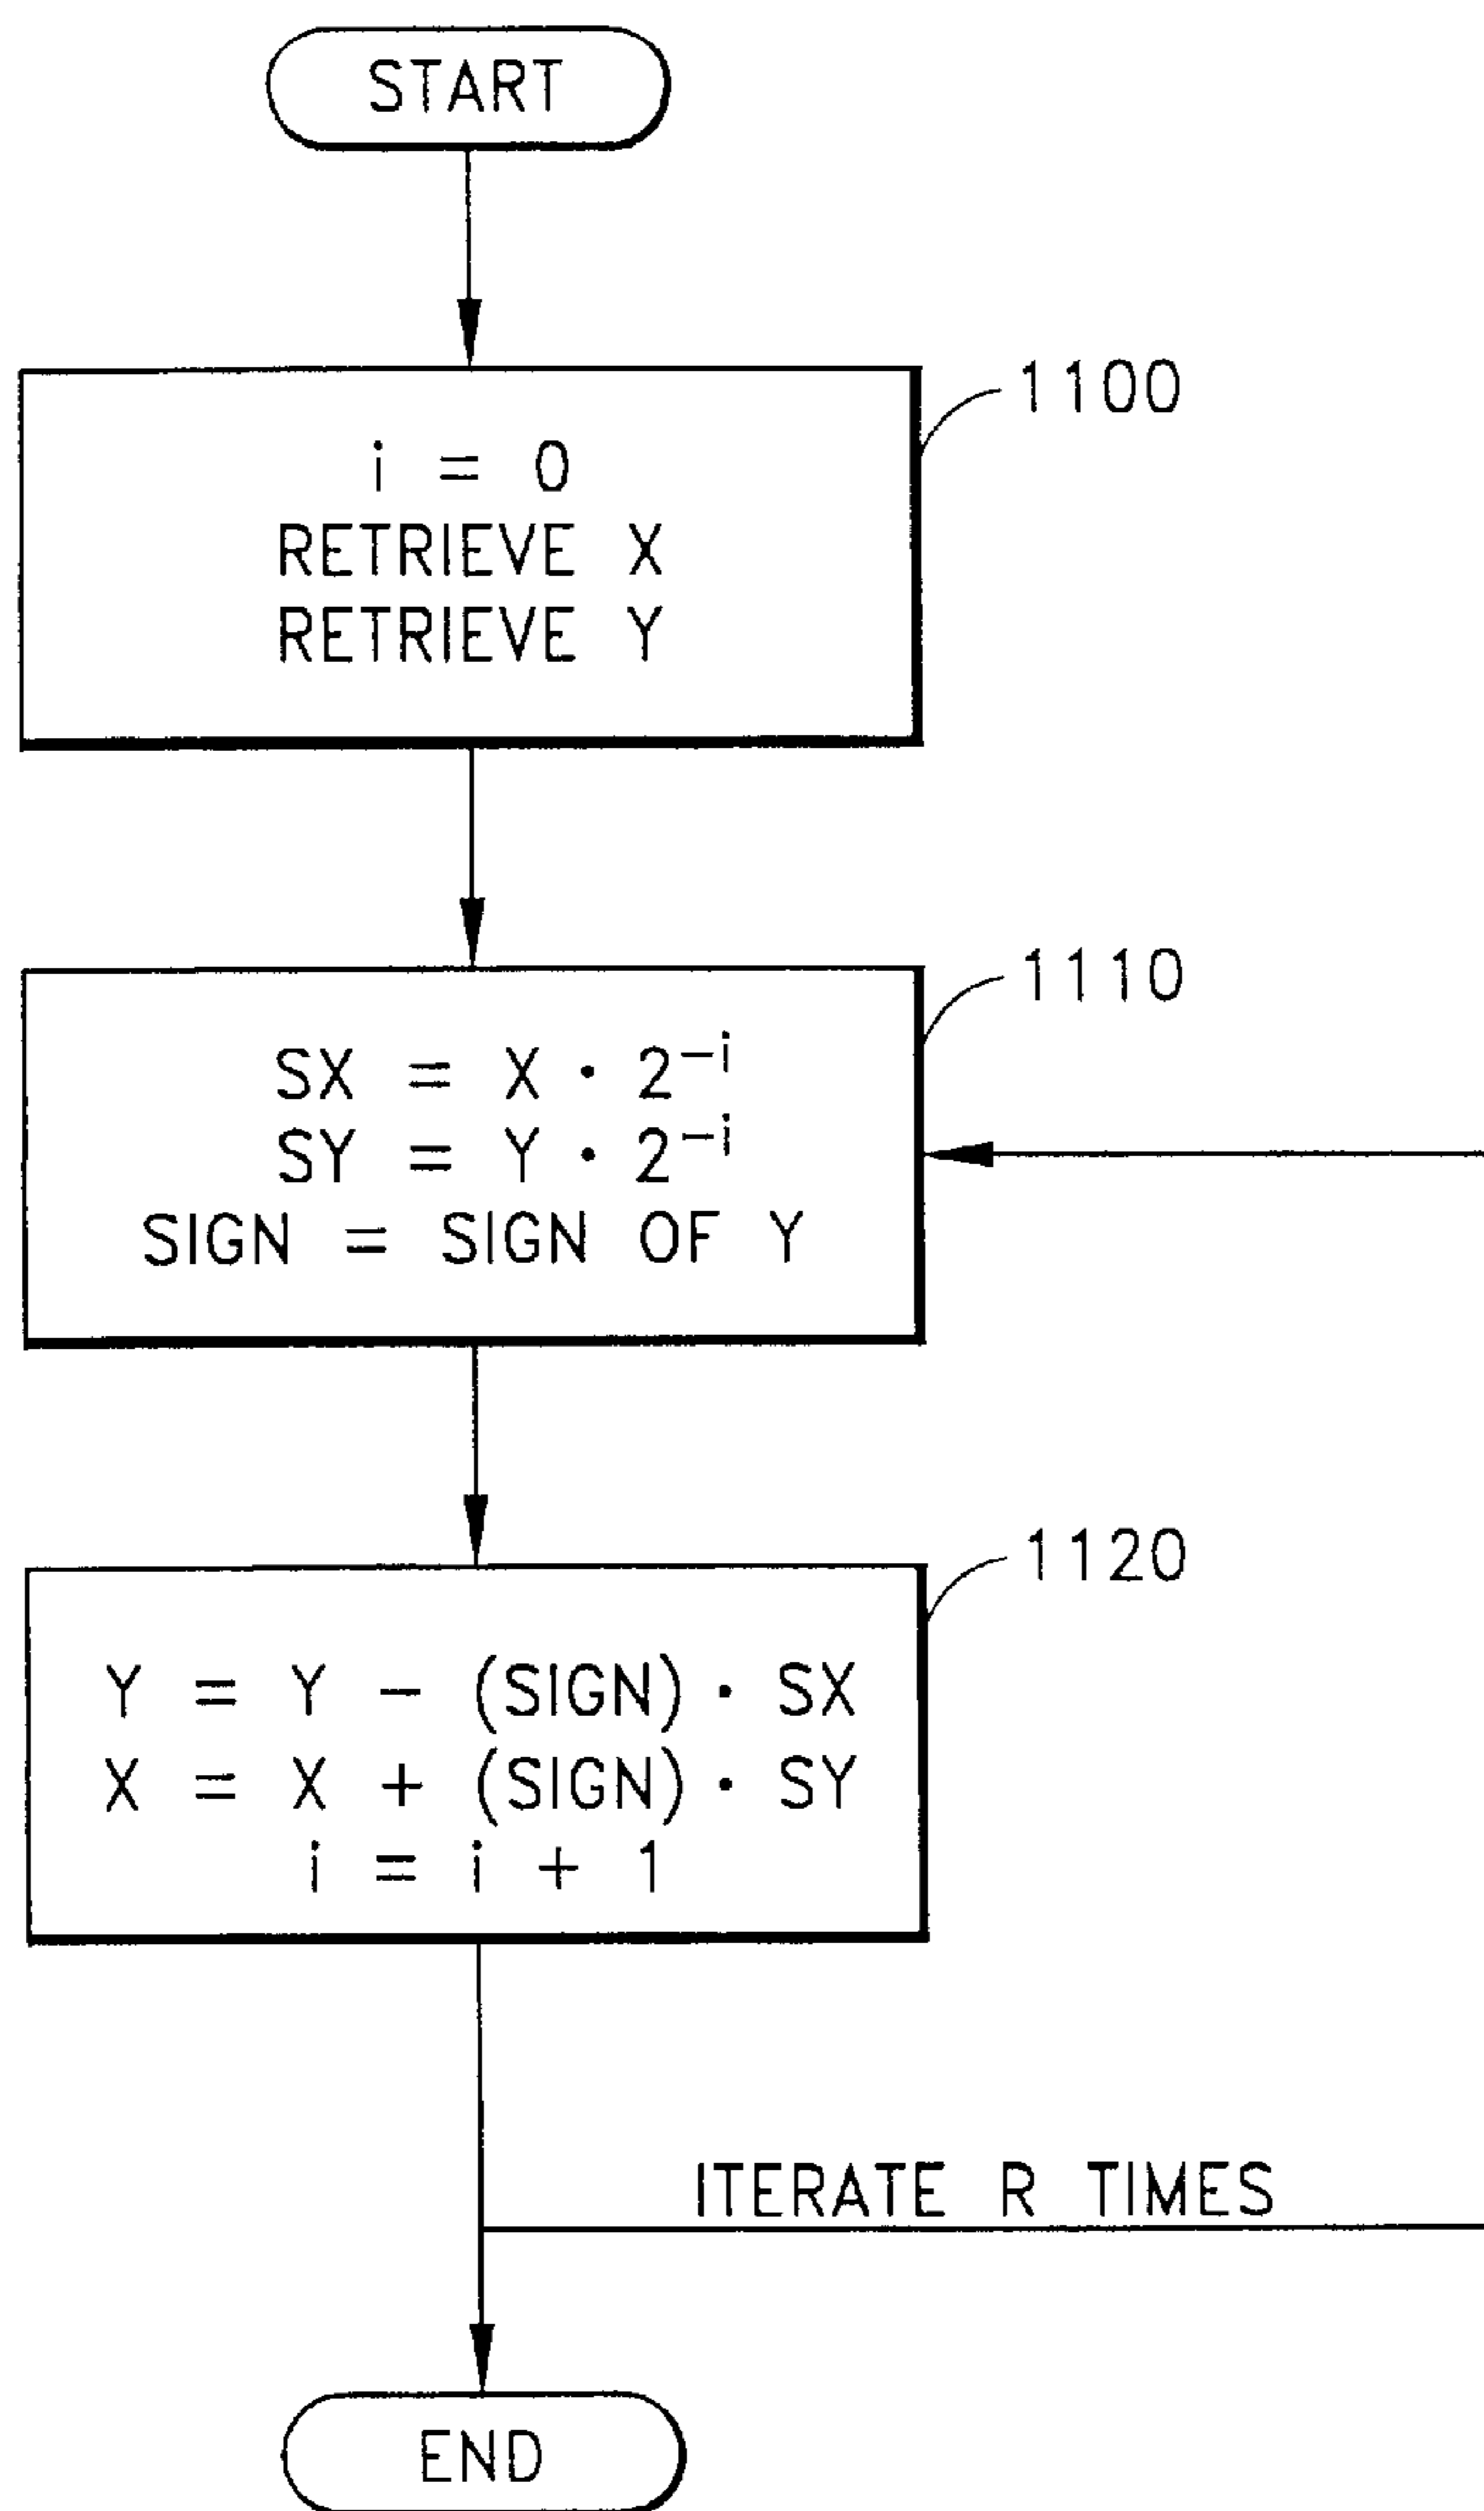 START
1100
i = 0
RETRIEVE X
RETRIEVE Y
1110
SX = X · 2⁻ⁱ
SY = Y · 2⁻ⁱ
SIGN = SIGN OF Y
1120
Y = Y − (SIGN) · SX
X = X + (SIGN) · SY
i = i + 1
ITERATE R TIMES
END